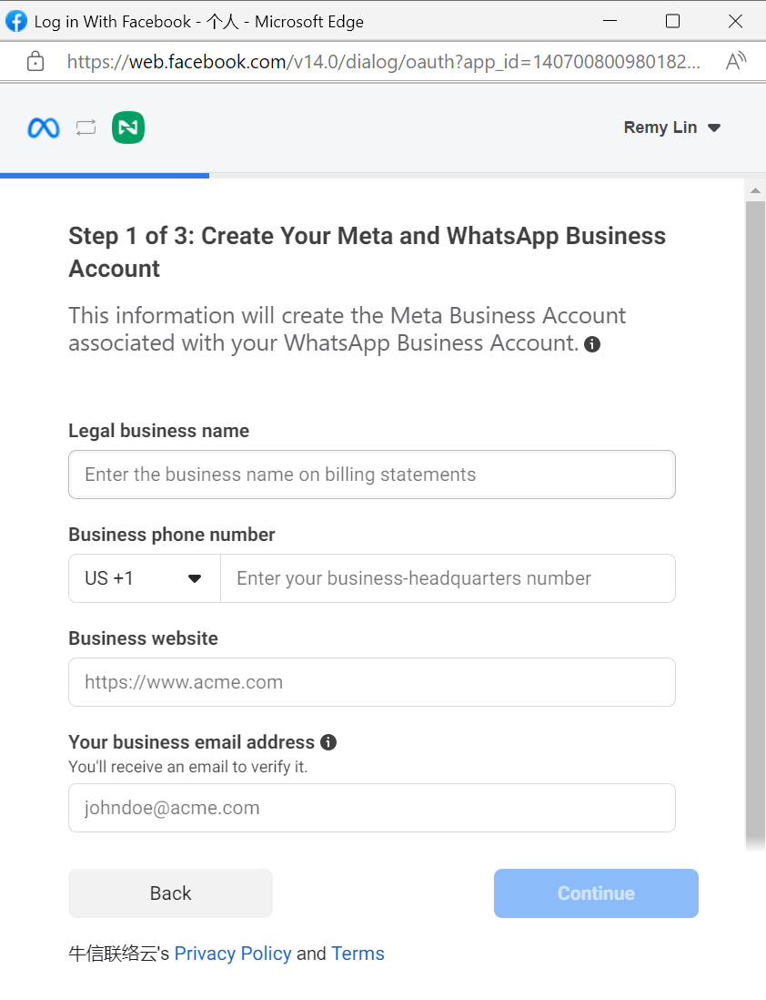 Log in With Facebook - 个人 - Microsoft Edge
https://web.facebook.com/v14.0/dialog/oauth?app_id=140700800980182...
Remy Lin
Step 1 of 3: Create Your Meta and WhatsApp Business
Account
This information will create the Meta Business Account
associated with your WhatsApp Business Account.
Legal business name
Enter the business name on billing statements
Business phone number
US +1
Enter your business-headquarters number
Business website
https://www.acme.com
Your business email address
You'll receive an email to verify it.
johndoe@acme.com
Back
Continue
牛信联络云's Privacy Policy and Terms